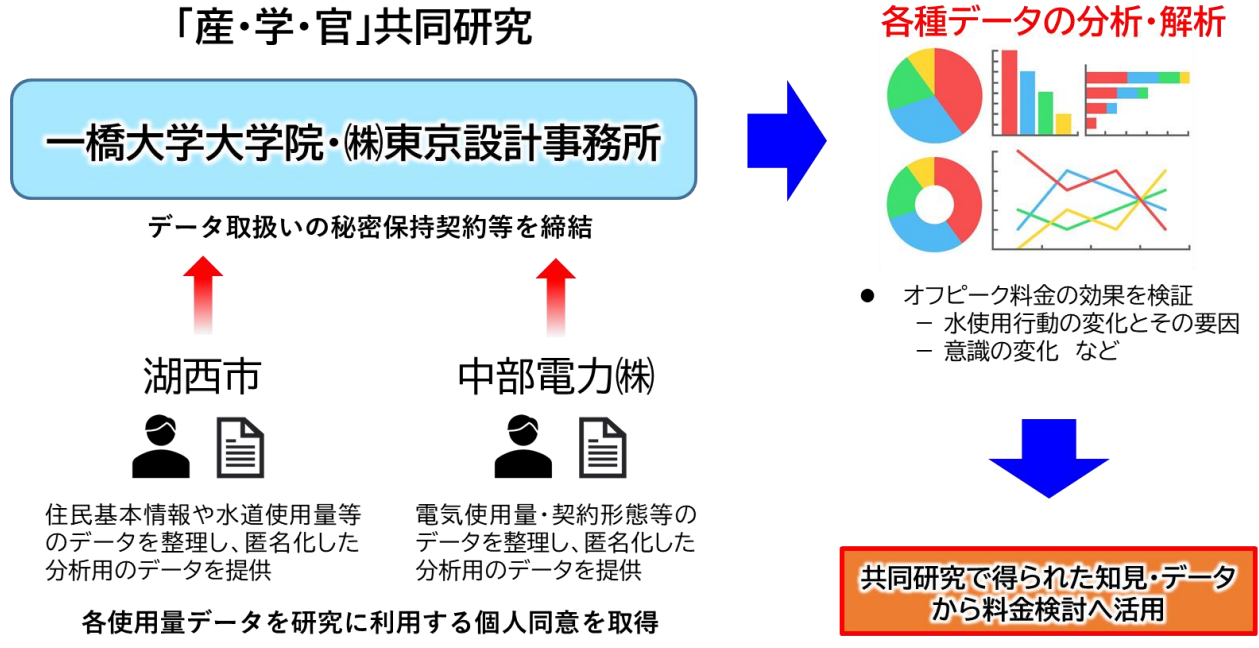 「産・学・官」共同研究
一橋大学大学院・㈱東京設計事務所
データ取扱いの秘密保持契約等を締結
湖西市
住民基本情報や水道使用量等
のデータを整理し、匿名化した
分析用のデータを提供
中部電力㈱
電気使用量・契約形態等の
データを整理し、匿名化した
分析用のデータを提供
各使用量データを研究に利用する個人同意を取得
各種データの分析・解析
● オフピーク料金の効果を検証
－ 水使用行動の変化とその要因
－ 意識の変化 など
共同研究で得られた知見・データ
から料金検討へ活用